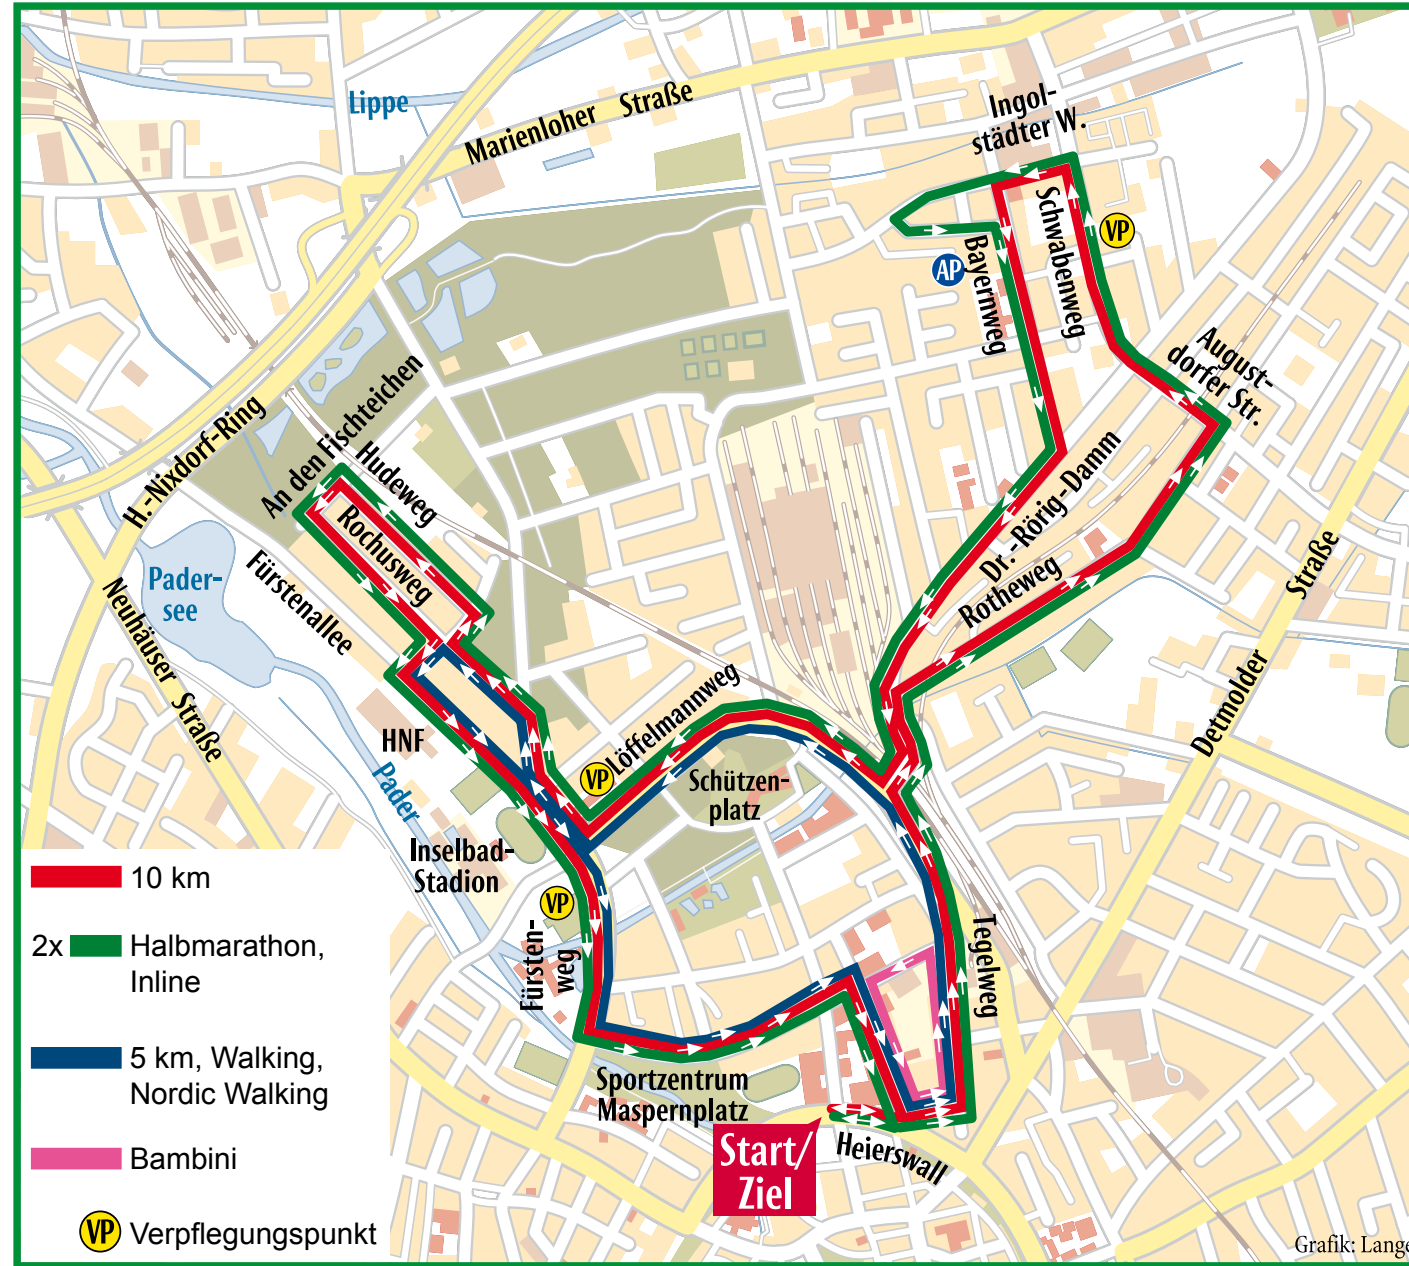 Lippe
Marienloher Straße
Ingol-
städter W.
Schwabenweg
VP
AP
Bayernweg
August-
dorfer Str.
H.-Nixdorf-Ring
An den Fischteichen
Hudeweg
Rochusweg
Fürstenallee
Pader-
see
Neuhäuser Straße
Dr.-Rörig-Damm
Rotheweg
Detmolder Straße
HNF
Pader
VP
Löffelmannweg
Schützen-
platz
Inselbad-
Stadion
VP
Fürsten-
weg
Tegelweg
Sportzentrum
Maspernplatz
Start/
Ziel
Heierswall
10 km
2x Halbmarathon,
Inline
5 km, Walking,
Nordic Walking
Bambini
VP Verpflegungspunkt
Grafik: Lange